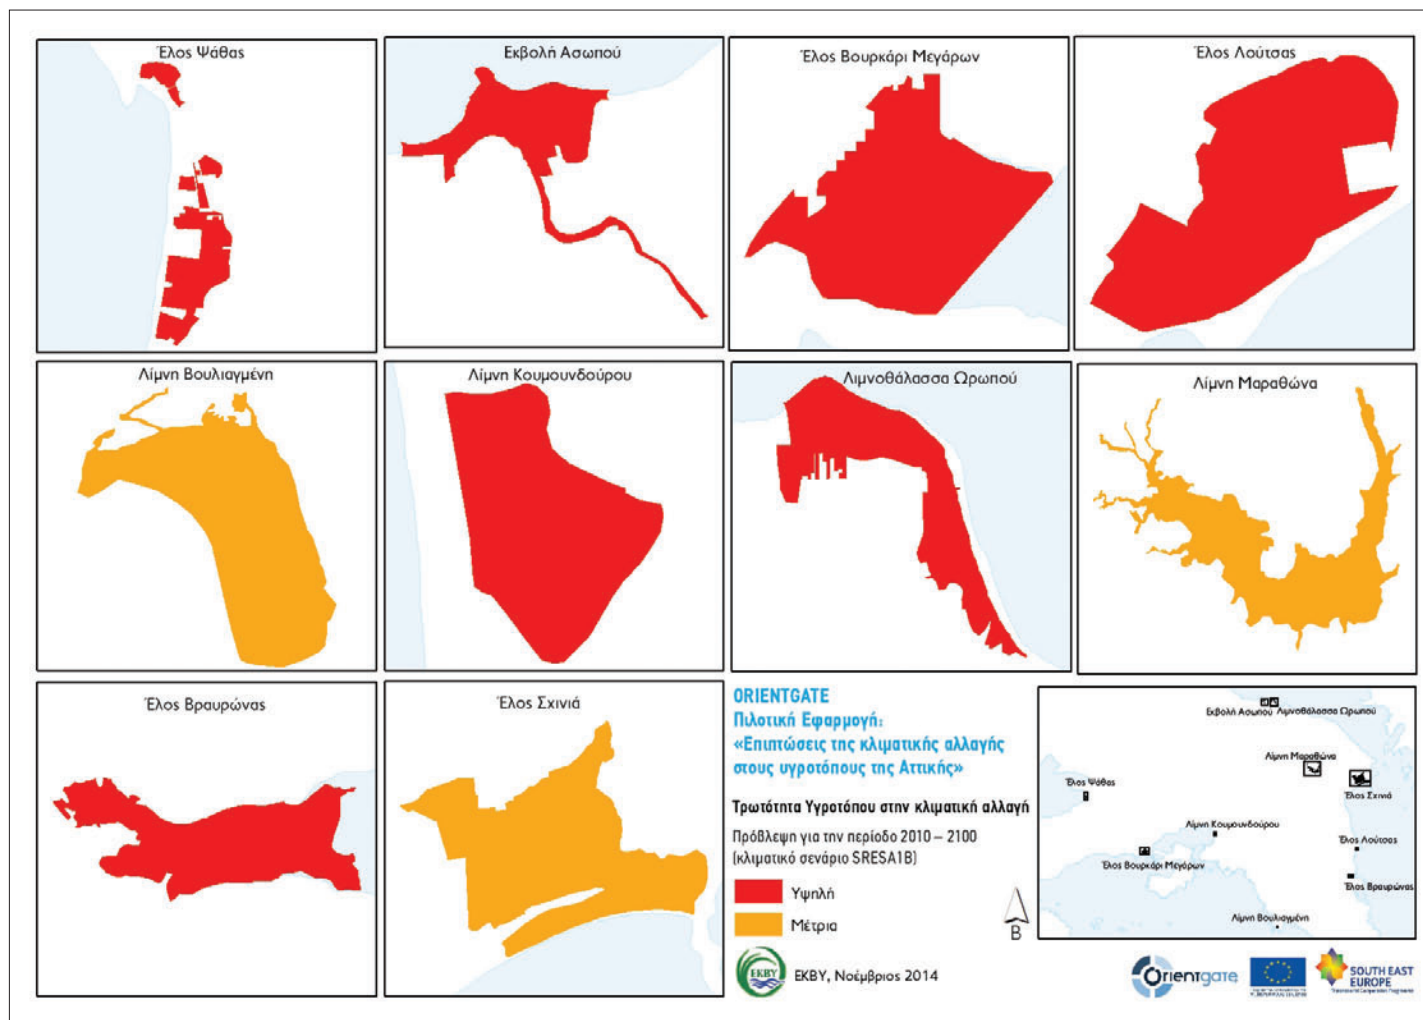 Έλος Ψάθας
Εκβολή Ασωπού
Έλος Βουρκάρι Μεγάρων
Έλος Λούτσας
Λίμνη Βουλιαγμένη
Λίμνη Κουμουνδούρου
Λιμνοθάλασσα Ωρωπού
Λίμνη Μαραθώνα
Έλος Βραυρώνας
Έλος Σχινιά
ORIENTGATE
Πιλοτική Εφαρμογή:
«Επιπτώσεις της κλιματικής αλλαγής
στους υγροτόπους της Αττικής»
Τρωτότητα Υγροτόπου στην κλιματική αλλαγή
Πρόβλεψη για την περίοδο 2010 – 2100
(κλιματικό σενάριο SRESA1B)
Υψηλή
Μέτρια
ΕΚΒΥ
ΕΚΒΥ, Νοέμβριος 2014
Β
Εκβολή Ασωπού
Λιμνοθάλασσα Ωρωπού
Λίμνη Μαραθώνα
Έλος Ψάθας
Έλος Σχινιά
Λίμνη Κουμουνδούρου
Έλος Λούτσας
Έλος Βουρκάρι Μεγάρων
Έλος Βραυρώνας
Λίμνη Βουλιαγμένη
Orientgate
SOUTH EAST
EUROPE